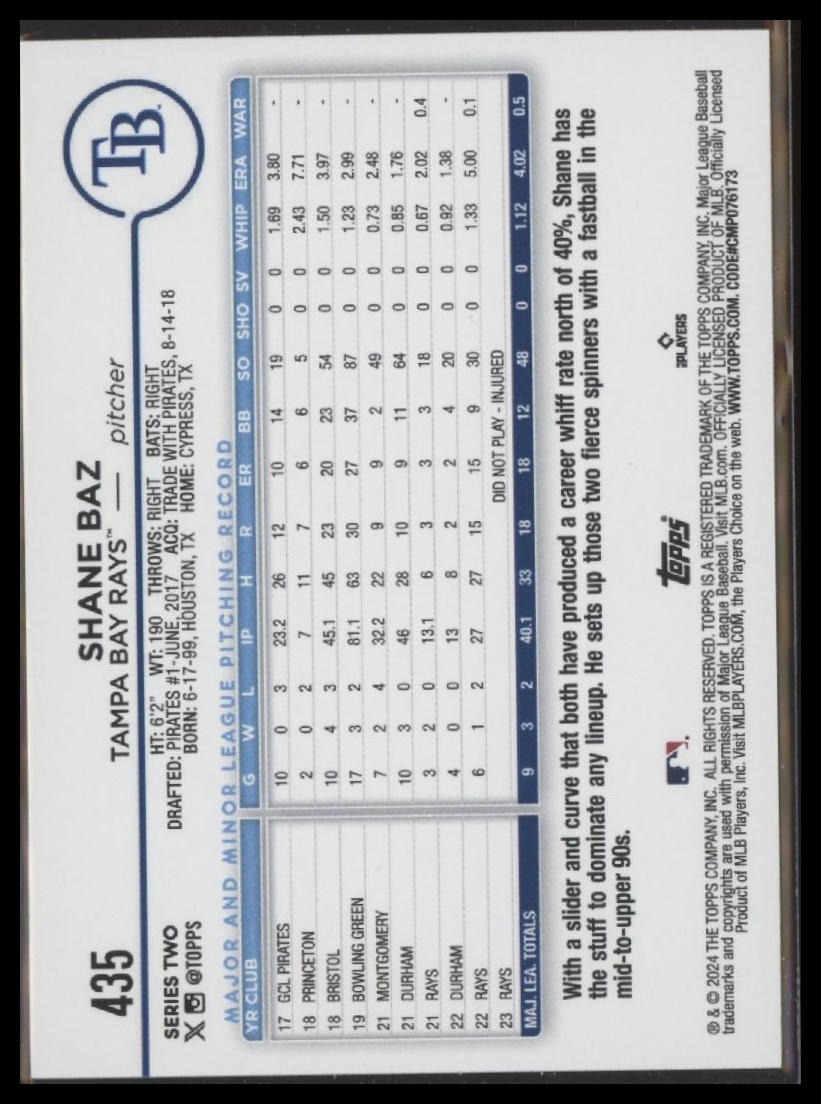 435
SHANE BAZ
TB
TAMPA BAY RAYS™ — pitcher
SERIES TWO
X @TOPPS
HT: 6'2" WT: 190 THROWS: RIGHT BATS: RIGHT
DRAFTED: PIRATES #1-JUNE, 2017 ACQ: TRADE WITH PIRATES, 8-14-18
BORN: 6-17-99, HOUSTON, TX HOME: CYPRESS, TX
MAJOR AND MINOR LEAGUE PITCHING RECORD
YR CLUB G W L IP H R ER BB SO SHO SV WHIP ERA WAR
17 GCL PIRATES 10 0 3 23.2 26 12 10 14 19 0 0 1.69 3.80 -
18 PRINCETON 2 0 2 7 11 7 6 6 5 0 0 2.43 7.71 -
18 BRISTOL 10 4 3 45.1 45 23 20 23 54 0 0 1.50 3.97 -
19 BOWLING GREEN 17 3 2 81.1 63 30 27 37 87 0 0 1.23 2.99 -
21 MONTGOMERY 7 2 4 32.2 22 9 9 2 49 0 0 0.73 2.48 -
21 DURHAM 10 3 0 46 28 10 9 11 64 0 0 0.85 1.76 -
21 RAYS 3 2 0 13.1 6 3 3 3 18 0 0 0.67 2.02 0.4
22 DURHAM 4 0 0 13 8 2 2 4 20 0 0 0.92 1.38 -
22 RAYS 6 1 2 27 27 15 15 9 30 0 0 1.33 5.00 0.1
23 RAYS DID NOT PLAY - INJURED
MAJ. LEA. TOTALS 9 3 2 40.1 33 18 18 12 48 0 0 1.12 4.02 0.5
With a slider and curve that both have produced a career whiff rate north of 40%, Shane has
the stuff to dominate any lineup. He sets up those two fierce spinners with a fastball in the
mid-to-upper 90s.
topps
PLAYERS
® & © 2024 THE TOPPS COMPANY, INC. ALL RIGHTS RESERVED. TOPPS IS A REGISTERED TRADEMARK OF THE TOPPS COMPANY, INC. Major League Baseball
trademarks and copyrights are used with permission of Major League Baseball. Visit MLB.com. OFFICIALLY LICENSED PRODUCT OF MLB. Officially Licensed
Product of MLB Players, Inc. Visit MLBPLAYERS.COM, the Players Choice on the web. WWW.TOPPS.COM. CODE#CMP076173